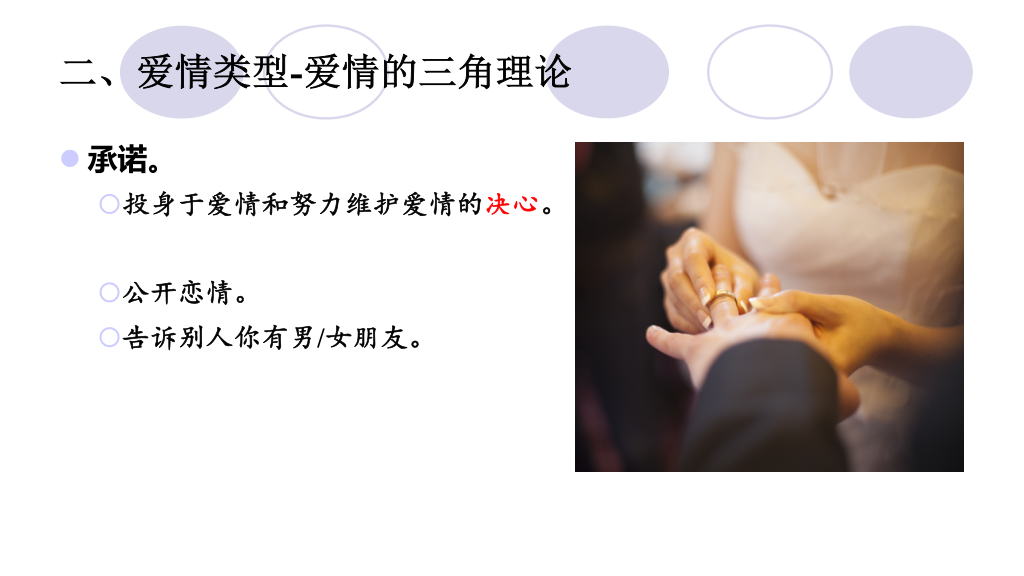 二、爱情类型-爱情的三角理论
承诺。
投身于爱情和努力维护爱情的决心。
公开恋情。
告诉别人你有男/女朋友。